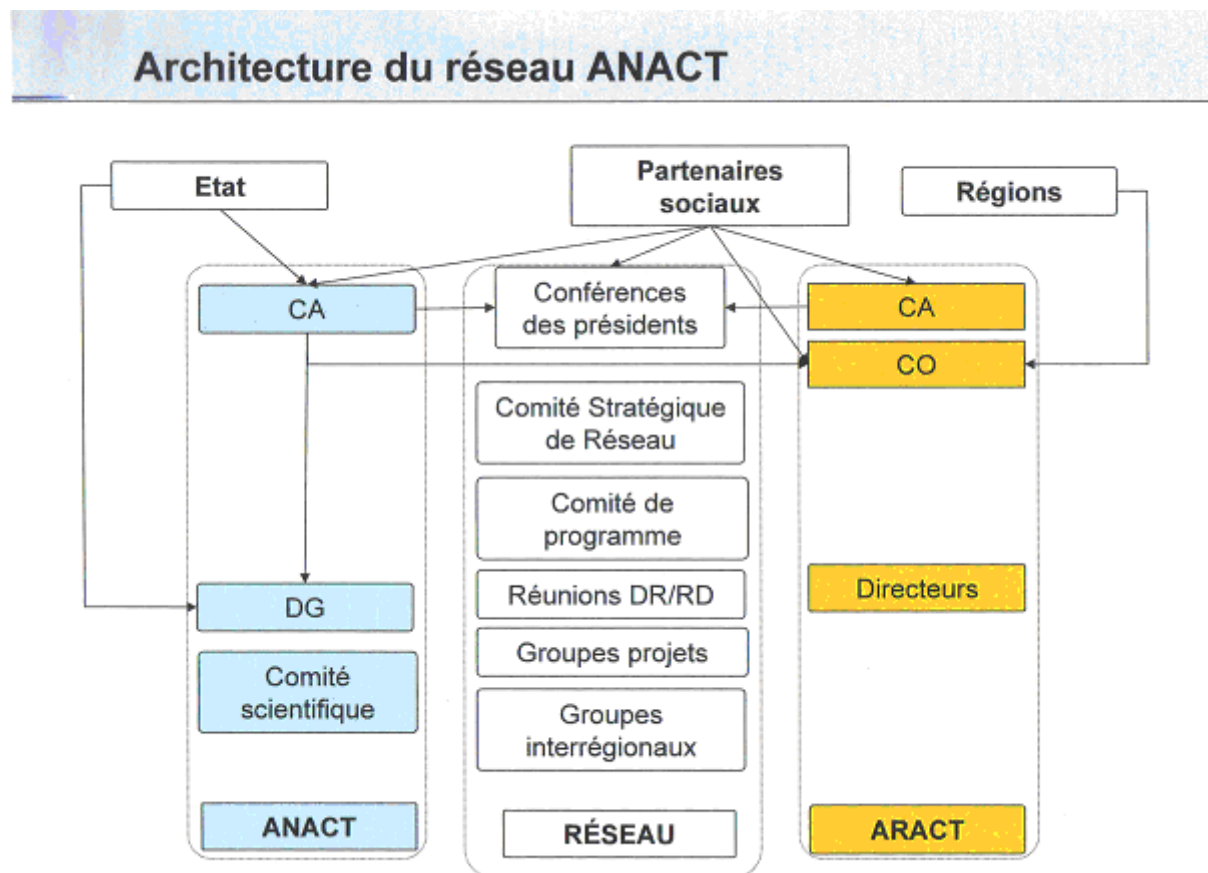 Architecture du réseau ANACT
Etat
Partenaires
sociaux
Régions
CA
Conférences
des présidents
CA
CO
Comité Stratégique
de Réseau
Comité de
programme
DG
Réunions DR/RD
Directeurs
Groupes projets
Comité
scientifique
Groupes
interrégionaux
ANACT
RÉSEAU
ARACT